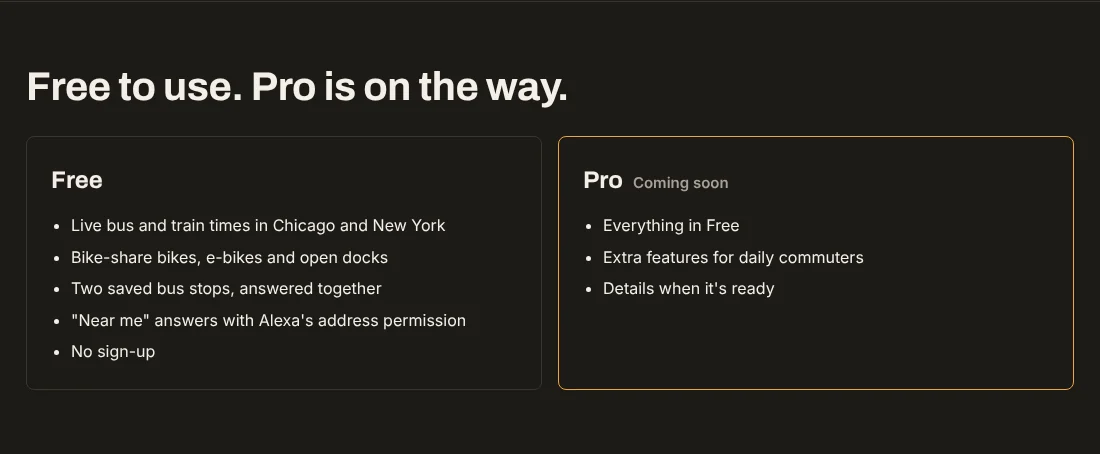 Free to use. Pro is on the way.
Free
Live bus and train times in Chicago and New York
Bike-share bikes, e-bikes and open docks
Two saved bus stops, answered together
"Near me" answers with Alexa's address permission
No sign-up
Pro Coming soon
Everything in Free
Extra features for daily commuters
Details when it's ready